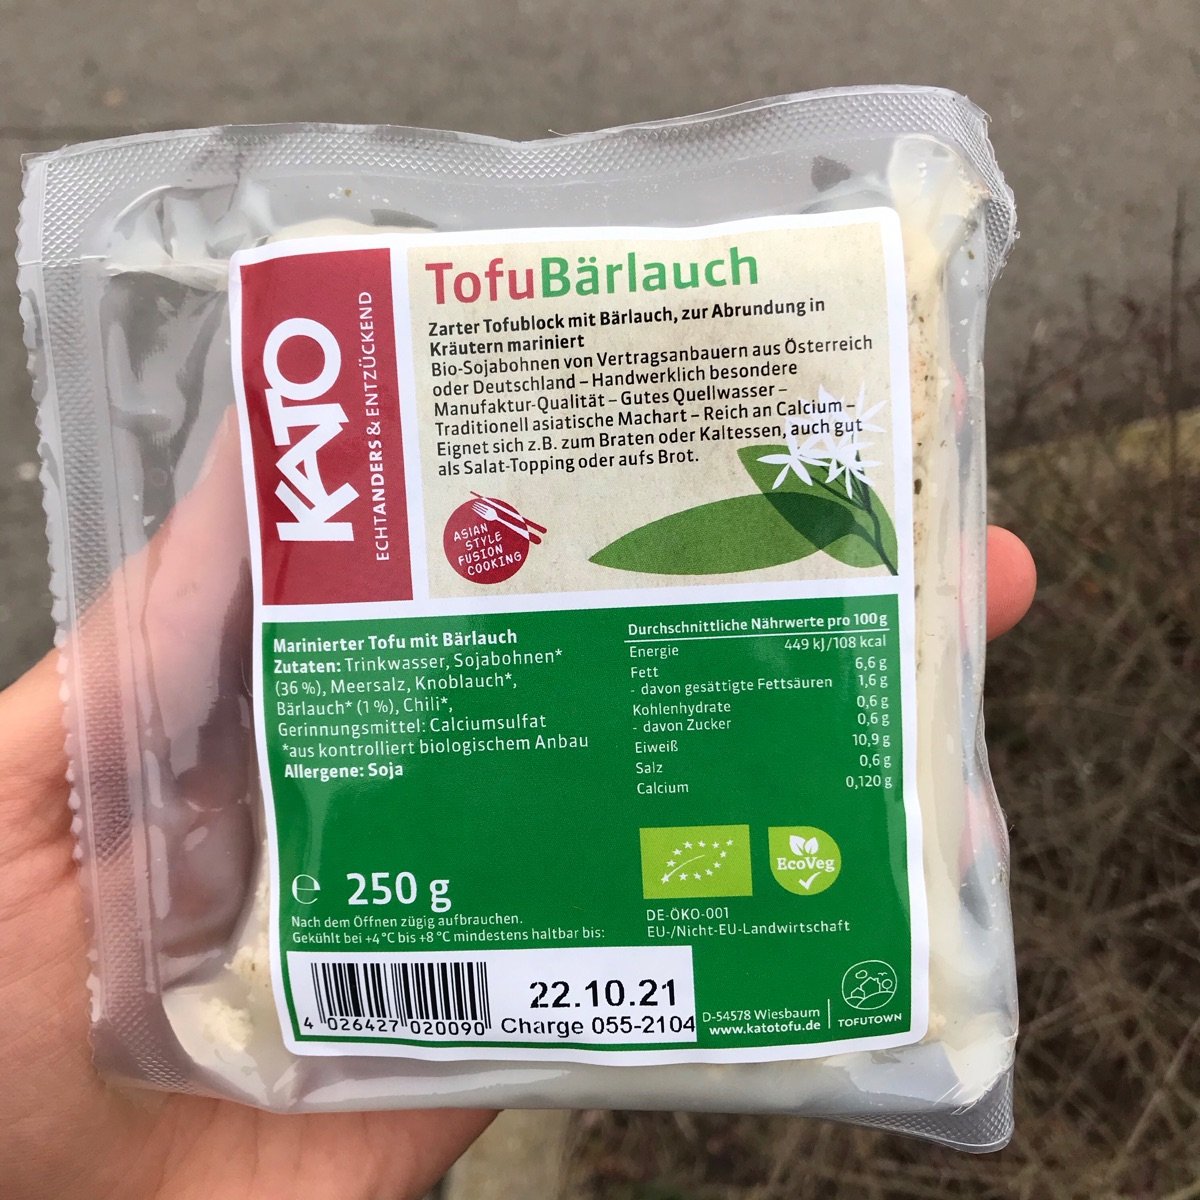 KATO
ECHTANDERS & ENTZÜCKEND
TofuBärlauch
Zarter Tofublock mit Bärlauch, zur Abrundung in
Kräutern mariniert
Bio-Sojabohnen von Vertragsanbauern aus Österreich
oder Deutschland – Handwerklich besondere
Manufaktur-Qualität – Gutes Quellwasser –
Traditionell asiatische Machart – Reich an Calcium –
Eignet sich z.B. zum Braten oder Kaltessen, auch gut
als Salat-Topping oder aufs Brot.
ASIAN
STYLE
FUSION
COOKING
Marinierter Tofu mit Bärlauch
Zutaten: Trinkwasser, Sojabohnen*
(36 %), Meersalz, Knoblauch*,
Bärlauch* (1 %), Chili*,
Gerinnungsmittel: Calciumsulfat
*aus kontrolliert biologischem Anbau
Allergene: Soja
Durchschnittliche Nährwerte pro 100 g
Energie 449 kJ/108 kcal
Fett 6,6 g
- davon gesättigte Fettsäuren 1,6 g
Kohlenhydrate 0,6 g
- davon Zucker 0,6 g
Eiweiß 10,9 g
Salz 0,6 g
Calcium 0,120 g
EcoVeg
DE-ÖKO-001
EU-/Nicht-EU-Landwirtschaft
e 250 g
Nach dem Öffnen zügig aufbrauchen.
Gekühlt bei +4 °C bis +8 °C mindestens haltbar bis:
22.10.21
Charge 055-2104
4 026427 020090
D-54578 Wiesbaum
www.katotofu.de
TOFUTOWN